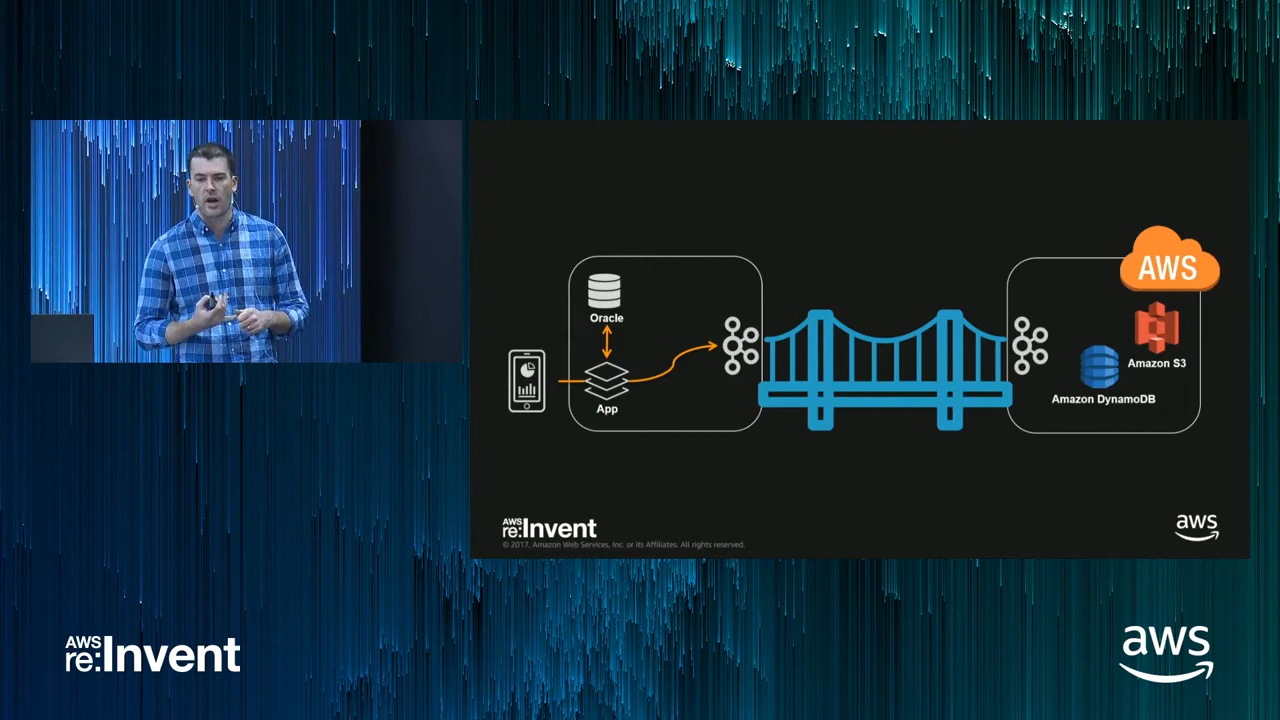 Oracle
App
AWS
Amazon S3
Amazon DynamoDB
AWS
re:Invent
© 2017, Amazon Web Services, Inc. or its Affiliates. All rights reserved.
aws
AWS
re:Invent
aws